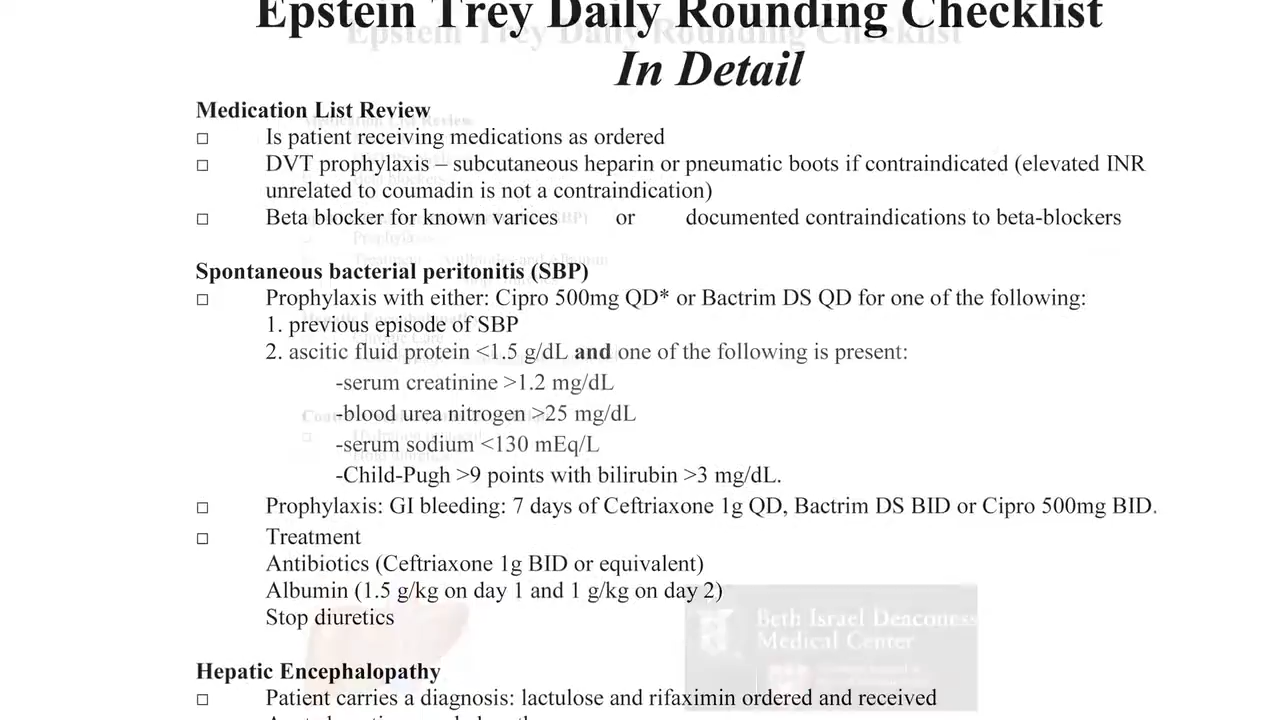 Epstein Trey Daily Rounding Checklist
In Detail
Medication List Review
□ Is patient receiving medications as ordered
□ DVT prophylaxis – subcutaneous heparin or pneumatic boots if contraindicated (elevated INR
unrelated to coumadin is not a contraindication)
□ Beta blocker for known varices or documented contraindications to beta-blockers
Spontaneous bacterial peritonitis (SBP)
□ Prophylaxis with either: Cipro 500mg QD* or Bactrim DS QD for one of the following:
1. previous episode of SBP
2. ascitic fluid protein <1.5 g/dL and one of the following is present:
-serum creatinine >1.2 mg/dL
-blood urea nitrogen >25 mg/dL
-serum sodium <130 mEq/L
-Child-Pugh >9 points with bilirubin >3 mg/dL.
□ Prophylaxis: GI bleeding: 7 days of Ceftriaxone 1g QD, Bactrim DS BID or Cipro 500mg BID.
□ Treatment
Antibiotics (Ceftriaxone 1g BID or equivalent)
Albumin (1.5 g/kg on day 1 and 1 g/kg on day 2)
Stop diuretics
Beth Israel Deaconess
Medical Center
Hepatic Encephalopathy
□ Patient carries a diagnosis: lactulose and rifaximin ordered and received